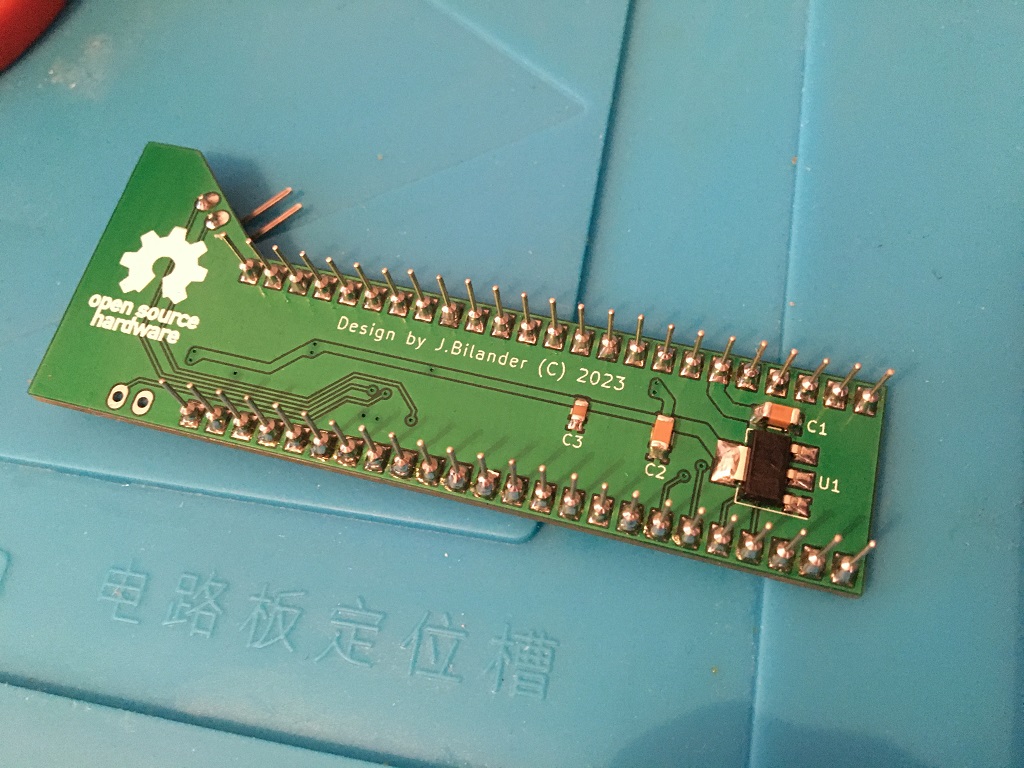 open source
hardware
Design by J.Bilander (C) 2023
C3
C2
C1
U1
电路板定位槽